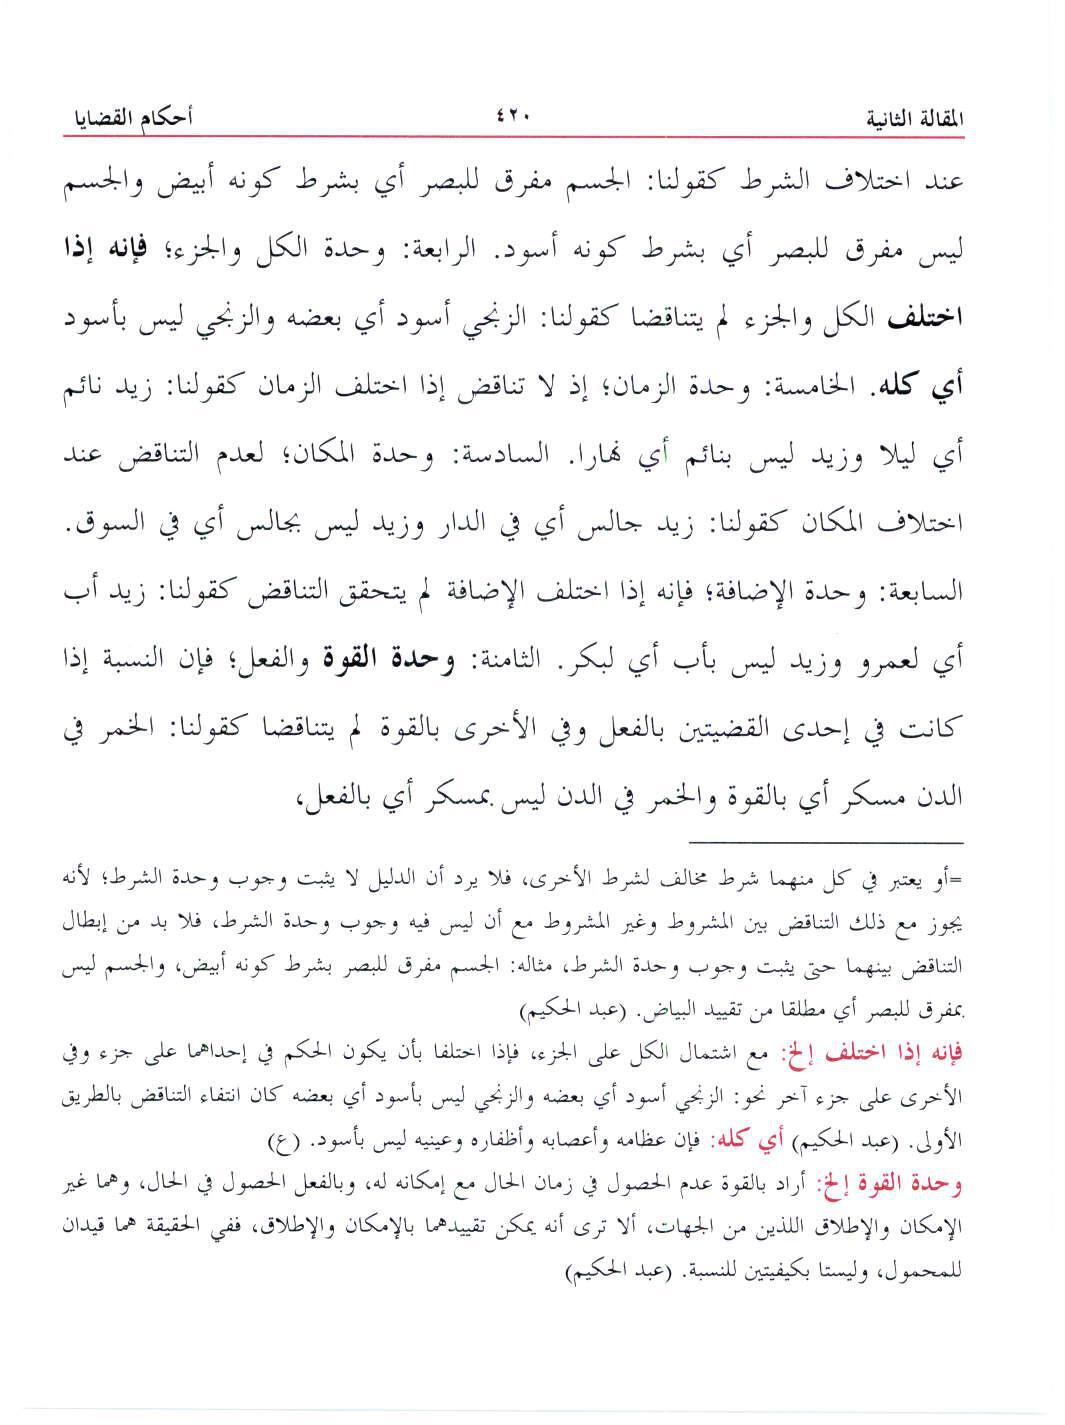 المقالة الثانية ٤٢٠ أحكام القضايا
عند اختلاف الشرط كقولنا: الجسم مفرق للبصر أي بشرط كونه أبيض والجسم
ليس مفرق للبصر أي بشرط كونه أسود. الرابعة: وحدة الكل والجزء؛ فإنه إذا
اختلف الكل والجزء لم يتناقضا كقولنا: الزنجي أسود أي بعضه والزنجي ليس بأسود
أي كله. الخامسة: وحدة الزمان؛ إذ لا تناقض إذا اختلف الزمان كقولنا: زيد نائم
أي ليلا وزيد ليس بنائم أي نهارا. السادسة: وحدة المكان؛ لعدم التناقض عند
اختلاف المكان كقولنا: زيد جالس أي في الدار وزيد ليس بجالس أي في السوق.
السابعة: وحدة الإضافة؛ فإنه إذا اختلف الإضافة لم يتحقق التناقض كقولنا: زيد أب
أي لعمرو وزيد ليس بأب أي لبكر. الثامنة: وحدة القوة والفعل؛ فإن النسبة إذا
كانت في إحدى القضيتين بالفعل وفي الأخرى بالقوة لم يتناقضا كقولنا: الخمر في
الدن مسكر أي بالقوة والخمر في الدن ليس بمسكر أي بالفعل،
=أو يعتبر في كل منهما شرط مخالف لشرط الأخرى، فلا يرد أن الدليل لا يثبت وجوب وحدة الشرط؛ لأنه
يجوز مع ذلك التناقض بين المشروط وغير المشروط مع أن ليس فيه وجوب وحدة الشرط، فلا بد من إبطال
التناقض بينهما حتى يثبت وجوب وحدة الشرط، مثاله: الجسم مفرق للبصر بشرط كونه أبيض، والجسم ليس
بمفرق للبصر أي مطلقا من تقييد البياض. (عبد الحكيم)
فإنه إذا اختلف إلخ: مع اشتمال الكل على الجزء، فإذا اختلفا بأن يكون الحكم في إحداهما على جزء وفي
الأخرى على جزء آخر نحو: الزنجي أسود أي بعضه والزنجي ليس بأسود أي بعضه كان انتفاء التناقض بالطريق
الأولى. (عبد الحكيم) أي كله: فإن عظامه وأعصابه وأظفاره وعينيه ليس بأسود. (ع)
وحدة القوة إلخ: أراد بالقوة عدم الحصول في زمان الحال مع إمكانه له، وبالفعل الحصول في الحال، وهما غير
الإمكان والإطلاق اللذين من الجهات، ألا ترى أنه يمكن تقييدهما بالإمكان والإطلاق، ففي الحقيقة هما قيدان
للمحمول، وليستا بكيفيتين للنسبة. (عبد الحكيم)